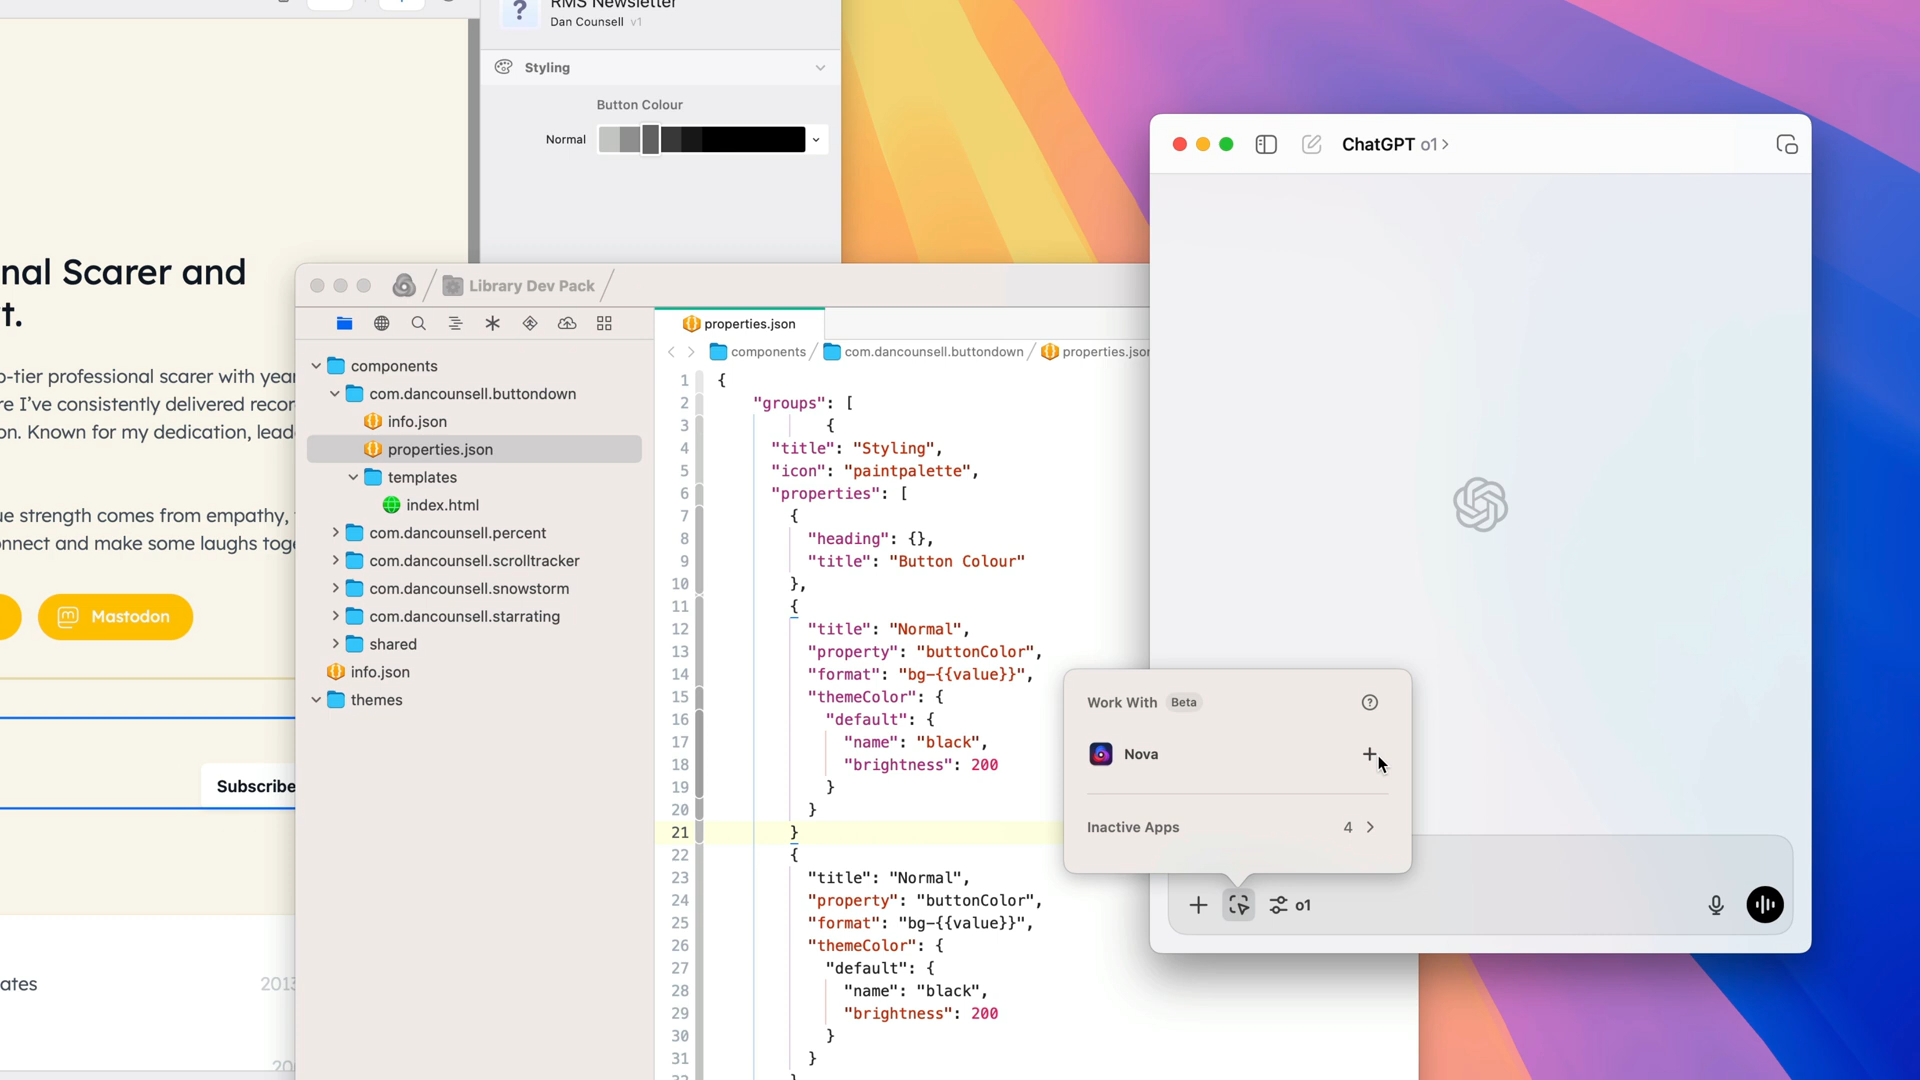 RMS Newsletter
Dan Counsell v1
Styling
Button Colour
Normal
nal Scarer and
t.
o-tier professional scarer with year
re I've consistently delivered recor
on. Known for my dedication, lead
ue strength comes from empathy,
onnect and make some laughs toge
Mastodon
Subscribe
ates
2013
20
Library Dev Pack
components
com.dancounsell.buttondown
info.json
properties.json
templates
index.html
com.dancounsell.percent
com.dancounsell.scrolltracker
com.dancounsell.snowstorm
com.dancounsell.starrating
shared
info.json
themes
properties.json
components
com.dancounsell.buttondown
properties.json
1 {
2 "groups": [
3 {
4 "title": "Styling",
5 "icon": "paintpalette",
6 "properties": [
7 {
8 "heading": {},
9 "title": "Button Colour"
10 },
11 {
12 "title": "Normal",
13 "property": "buttonColor",
14 "format": "bg-{{value}}",
15 "themeColor": {
16 "default": {
17 "name": "black",
18 "brightness": 200
19 }
20 }
21 }
22 {
23 "title": "Normal",
24 "property": "buttonColor",
25 "format": "bg-{{value}}",
26 "themeColor": {
27 "default": {
28 "name": "black",
29 "brightness": 200
30 }
31 }
32 }
ChatGPT o1 >
Work With Beta
Nova
Inactive Apps 4
o1